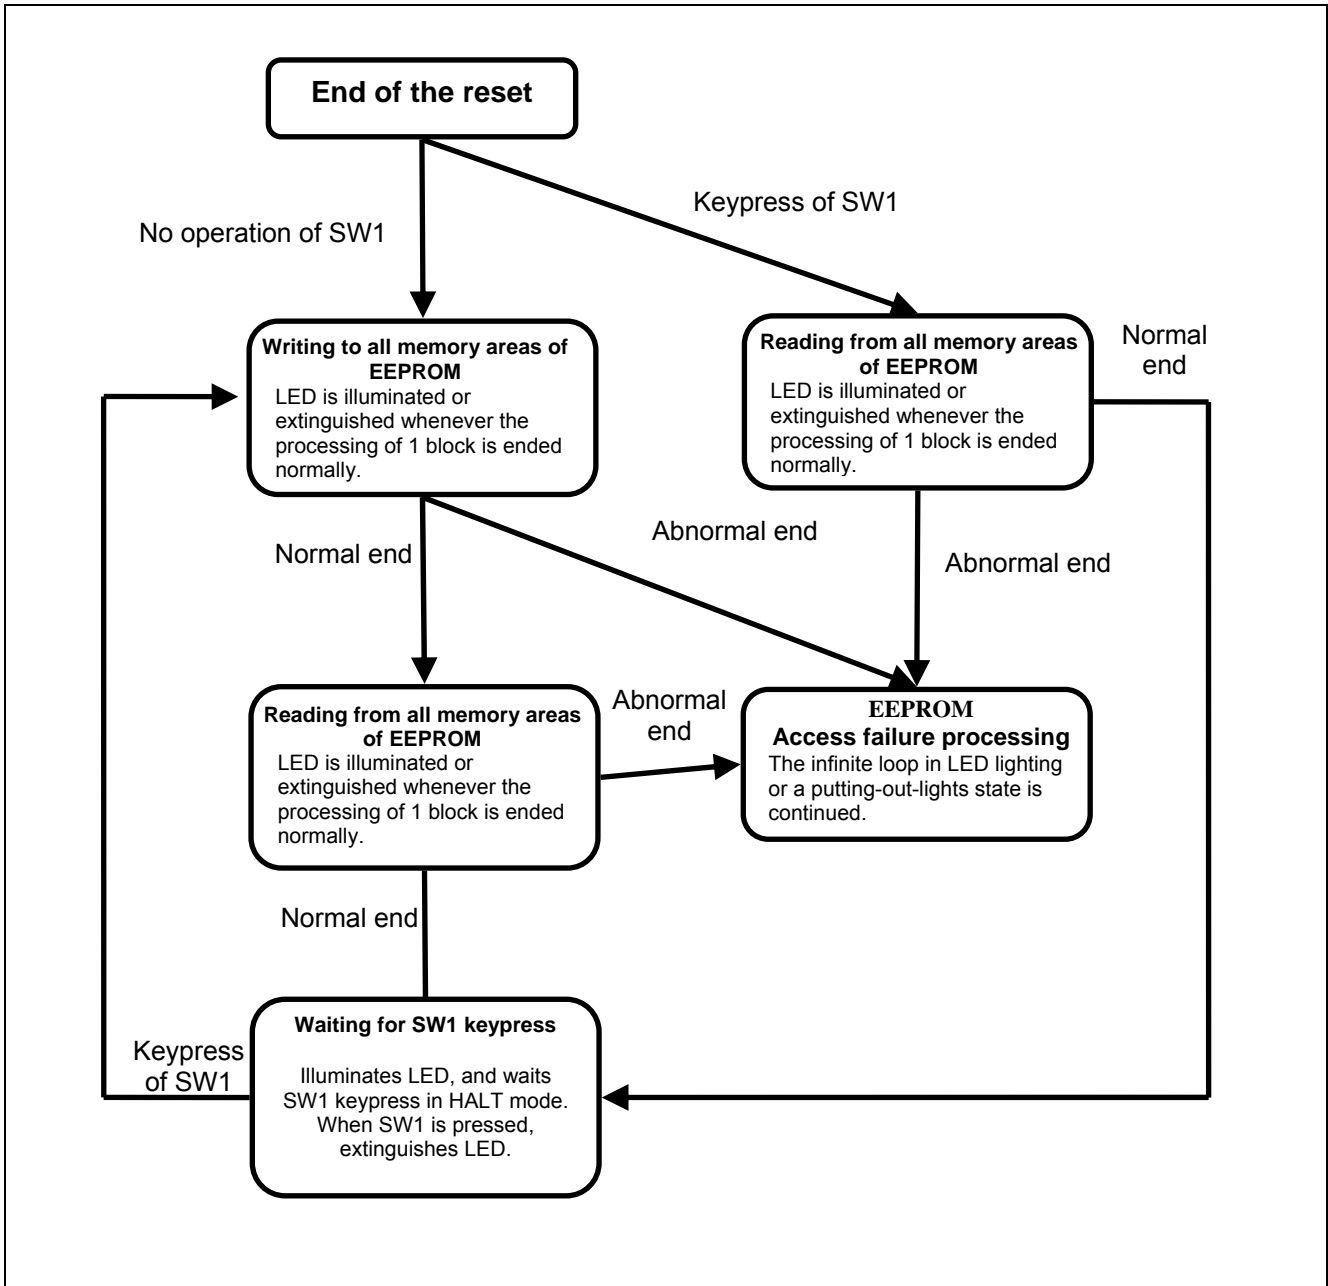 End of the reset
Keypress of SW1
No operation of SW1
Writing to all memory areas of
EEPROM
LED is illuminated or
extinguished whenever the
processing of 1 block is ended
normally.
Reading from all memory areas
of EEPROM
LED is illuminated or
extinguished whenever the
processing of 1 block is ended
normally.
Normal
end
Normal end
Abnormal end
Abnormal end
Reading from all memory areas
of EEPROM
LED is illuminated or
extinguished whenever the
processing of 1 block is ended
normally.
Abnormal
end
EEPROM
Access failure processing
The infinite loop in LED lighting
or a putting-out-lights state is
continued.
Normal end
Waiting for SW1 keypress
Illuminates LED, and waits
SW1 keypress in HALT mode.
When SW1 is pressed,
extinguishes LED.
Keypress
of SW1